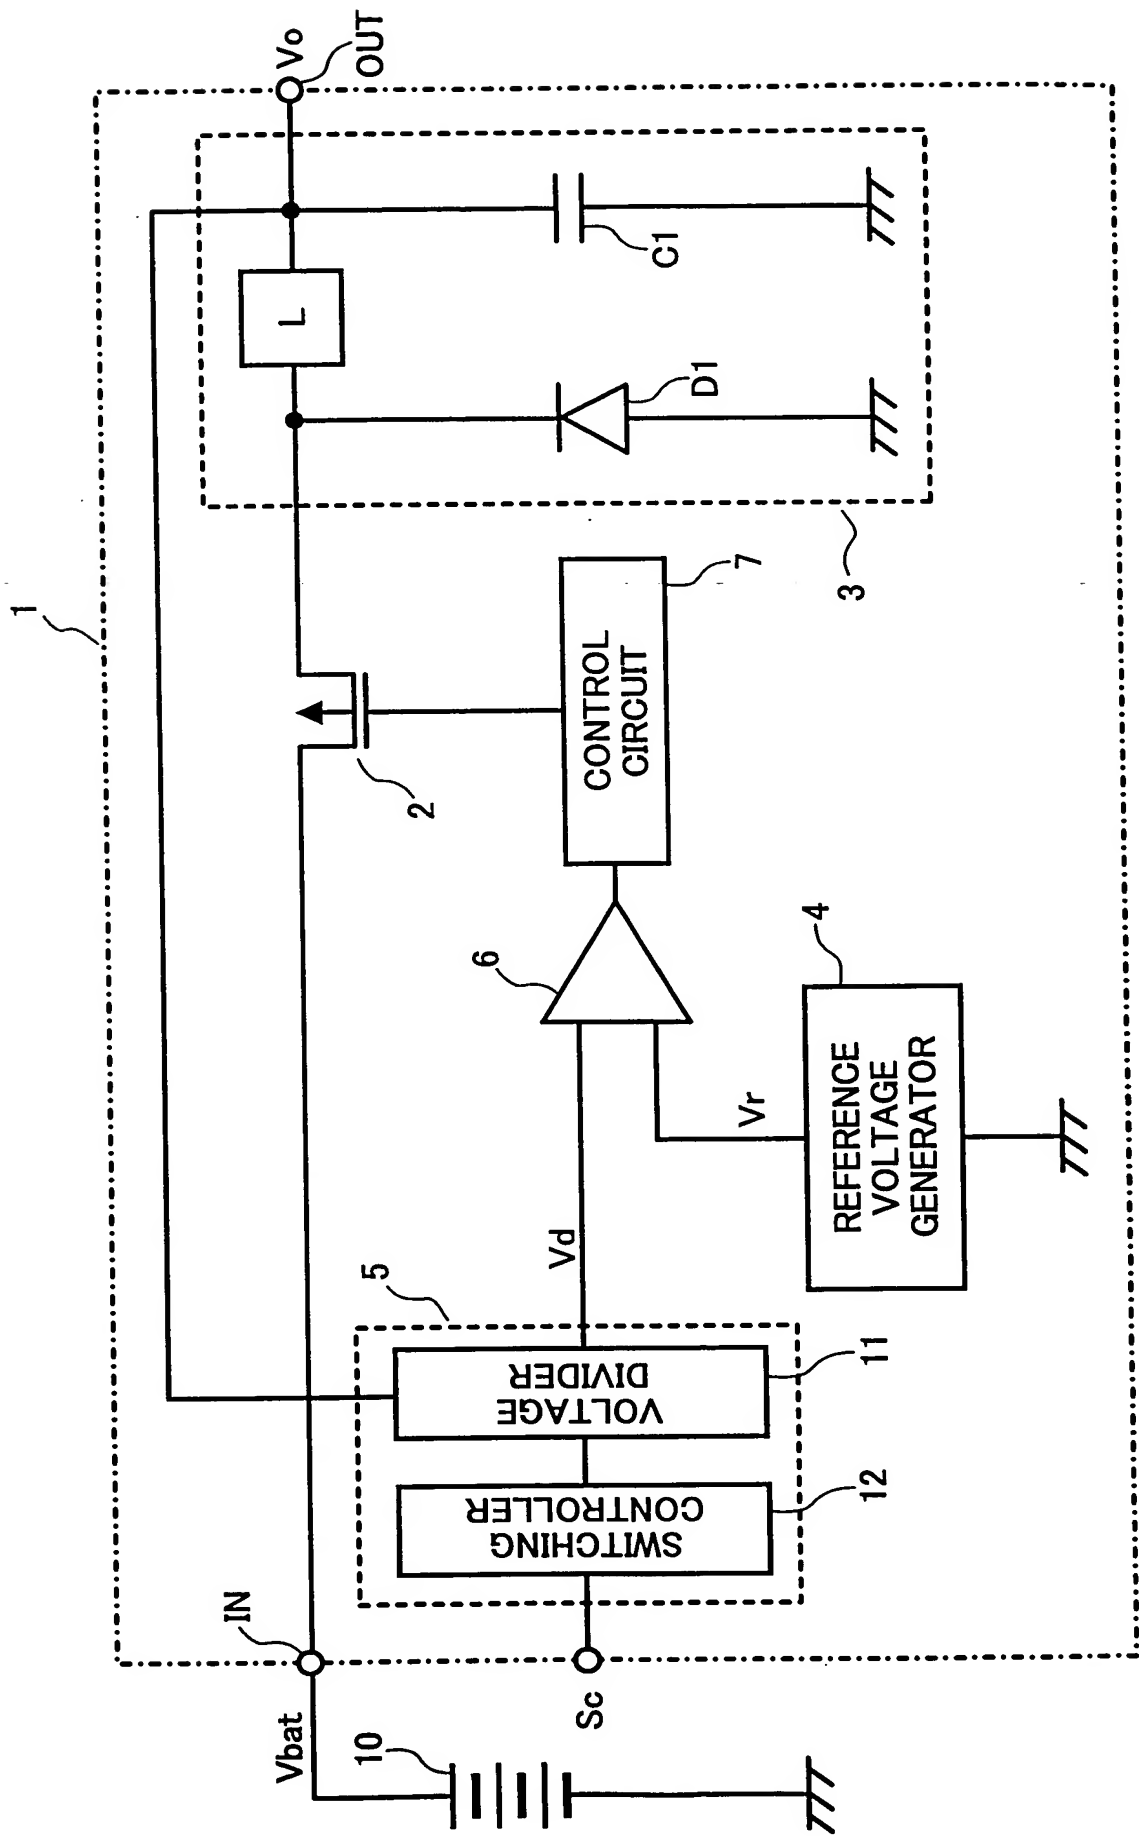 1
Vbat
IN
Vo
OUT
10
Sc
SWITCHING
CONTROLLER
12
VOLTAGE
DIVIDER
11
5
Vd
Vr
REFERENCE
VOLTAGE
GENERATOR
4
6
CONTROL
CIRCUIT
7
2
L
D1
C1
3